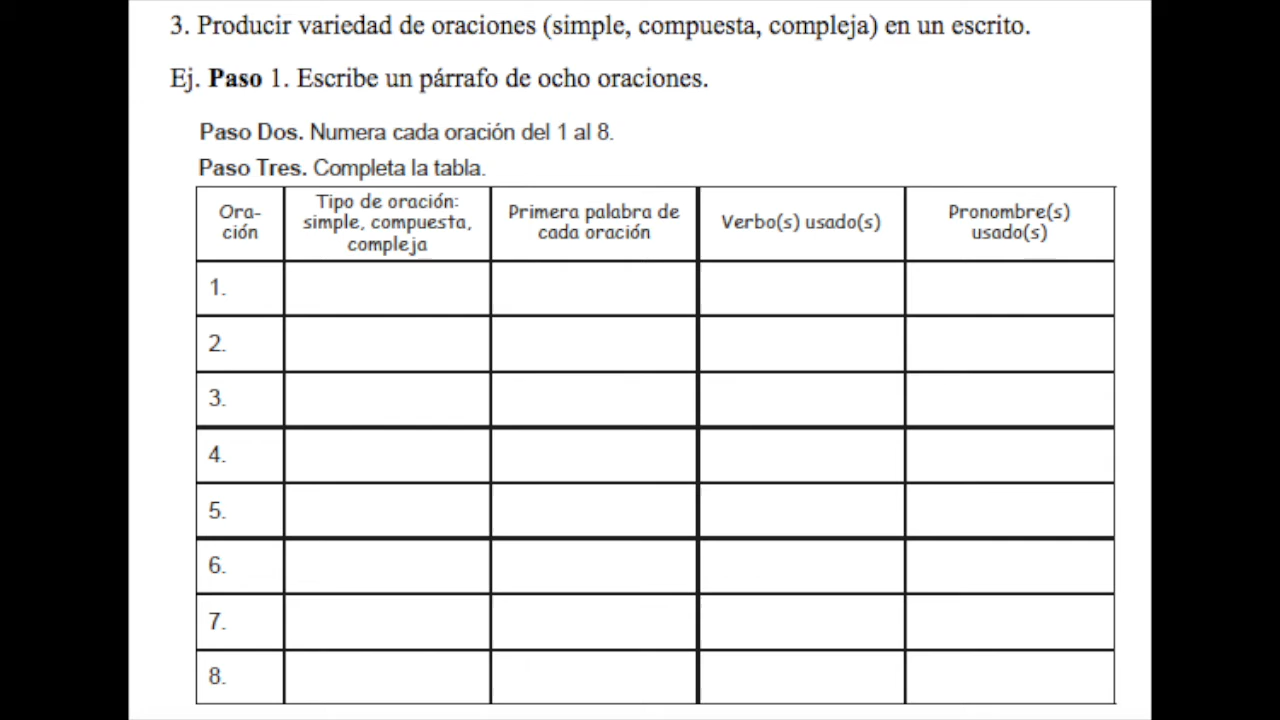 3. Producir variedad de oraciones (simple, compuesta, compleja) en un escrito.
Ej. Paso 1. Escribe un párrafo de ocho oraciones.
Paso Dos. Numera cada oración del 1 al 8.
Paso Tres. Completa la tabla.
Ora-
ción
Tipo de oración:
simple, compuesta,
compleja
Primera palabra de
cada oración
Verbo(s) usado(s)
Pronombre(s)
usado(s)
1.
2.
3.
4.
5.
6.
7.
8.